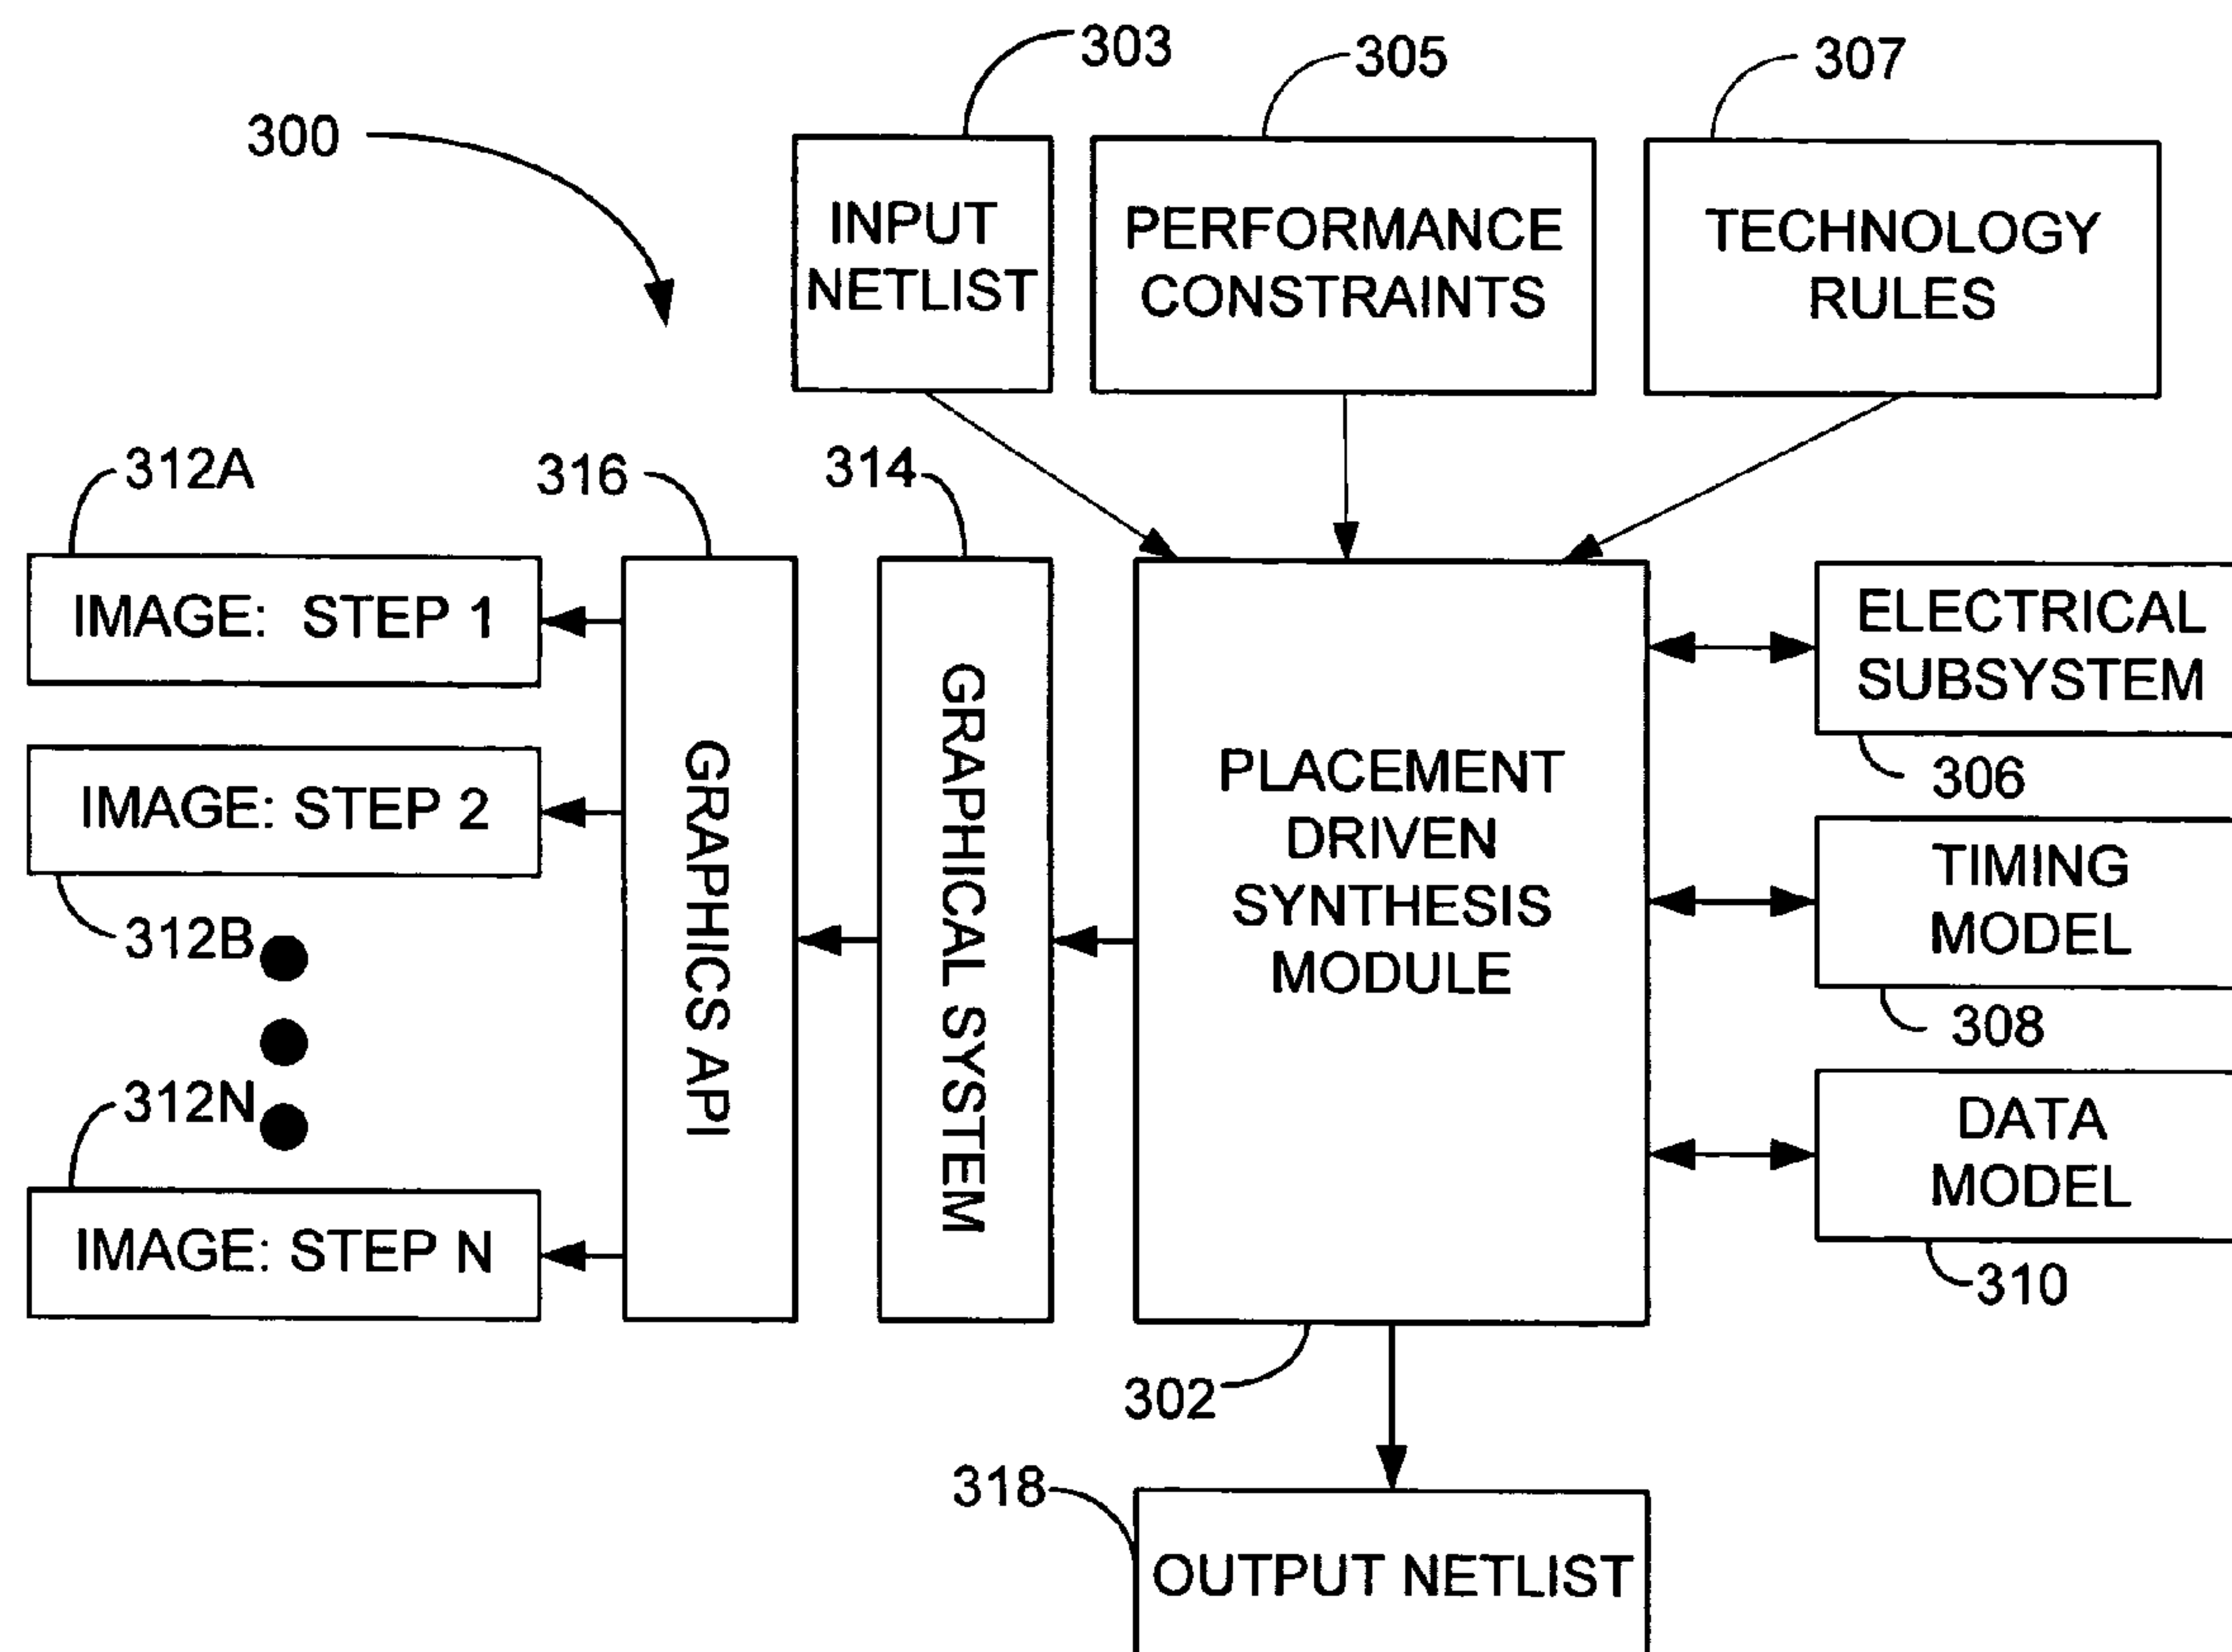 303
305
307
300
INPUT
NETLIST
PERFORMANCE
CONSTRAINTS
TECHNOLOGY
RULES
312A
316
314
IMAGE: STEP 1
IMAGE: STEP 2
312B
312N
IMAGE: STEP N
GRAPHICS API
GRAPHICAL SYSTEM
PLACEMENT
DRIVEN
SYNTHESIS
MODULE
ELECTRICAL
SUBSYSTEM
306
TIMING
MODEL
308
DATA
MODEL
310
302
318
OUTPUT NETLIST